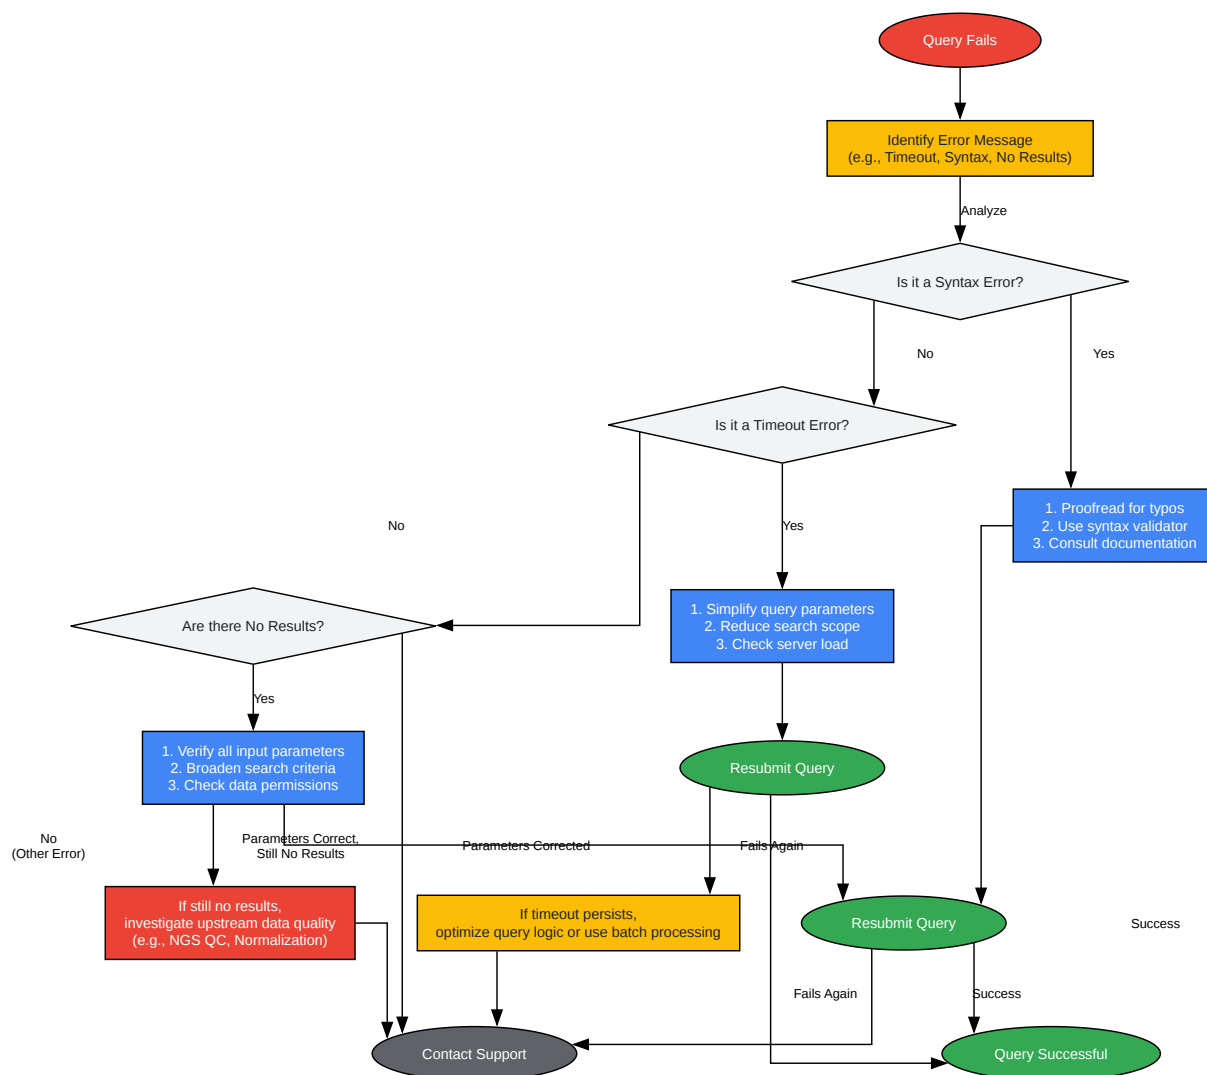 Query Fails
Identify Error Message
(e.g., Timeout, Syntax, No Results)
Analyze
Is it a Syntax Error?
No
Yes
Is it a Timeout Error?
No
Yes
1. Proofread for typos
2. Use syntax validator
3. Consult documentation
Are there No Results?
1. Simplify query parameters
2. Reduce search scope
3. Check server load
Yes
1. Verify all input parameters
2. Broaden search criteria
3. Check data permissions
Resubmit Query
No
(Other Error)
Parameters Correct,
Still No Results
Parameters Corrected
Fails Again
If still no results,
investigate upstream data quality
(e.g., NGS QC, Normalization)
If timeout persists,
optimize query logic or use batch processing
Resubmit Query
Success
Fails Again
Success
Contact Support
Query Successful